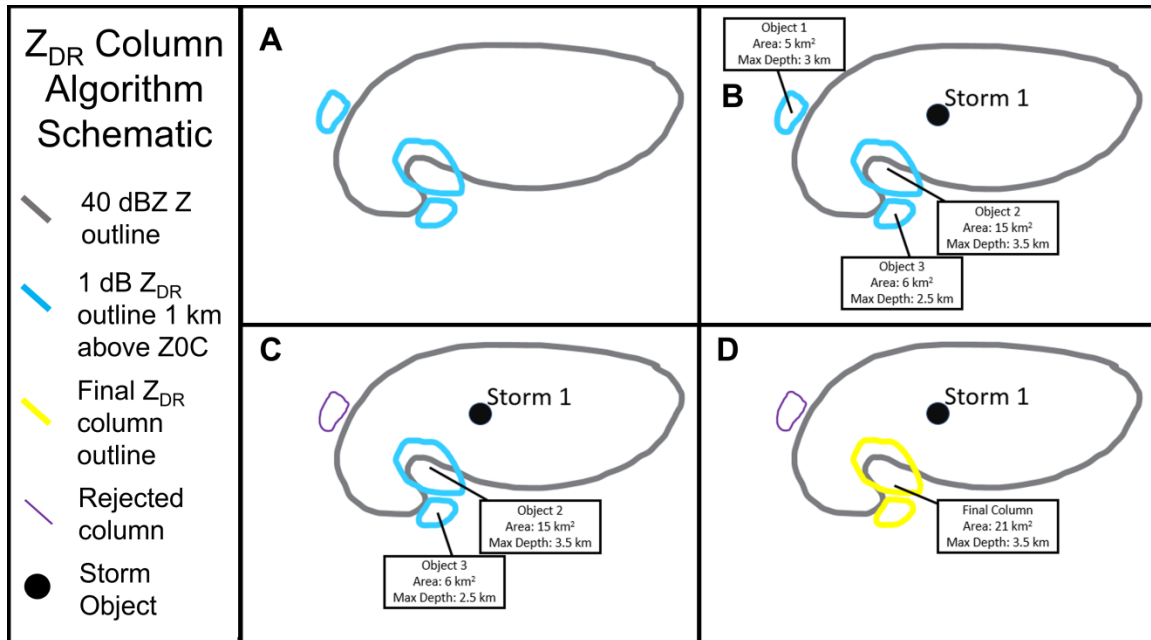 Z_DR Column
Algorithm
Schematic
40 dBZ Z
outline
1 dB Z_DR
outline 1 km
above Z0C
Final Z_DR
column
outline
Rejected
column
Storm
Object
A
B
Object 1
Area: 5 km²
Max Depth: 3 km
Storm 1
Object 2
Area: 15 km²
Max Depth: 3.5 km
Object 3
Area: 6 km²
Max Depth: 2.5 km
C
Storm 1
Object 2
Area: 15 km²
Max Depth: 3.5 km
Object 3
Area: 6 km²
Max Depth: 2.5 km
D
Storm 1
Final Column
Area: 21 km²
Max Depth: 3.5 km